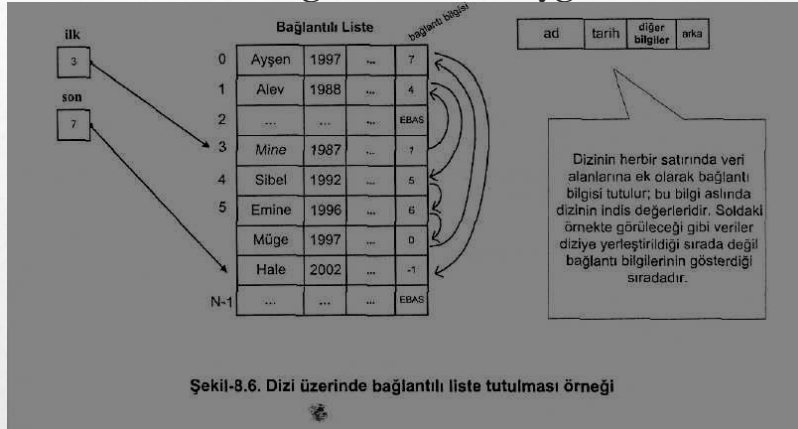 Bağlantılı Liste
bağlantı bilgisi
ilk
3
son
7
0 Ayşen 1997 ... 7
1 Alev 1988 ... 4
2 ... ... ... EBAS
3 Mine 1987 ... 1
4 Sibel 1992 ... 5
5 Emine 1996 ... 6
Müge 1997 ... 0
Hale 2002 ... -1
N-1 ... ... ... EBAS
ad tarih diğer bilgiler arka
Dizinin herbir satırında veri
alanlarına ek olarak bağlantı
bilgisi tutulur; bu bilgi aslında
dizinin indis değerleridir. Soldaki
örnekte görüleceği gibi veriler
diziye yerleştirildiği sırada değil
bağlantı bilgilerinin gösterdiği
sıradadır.
Şekil-8.6. Dizi üzerinde bağlantılı liste tutulması örneği